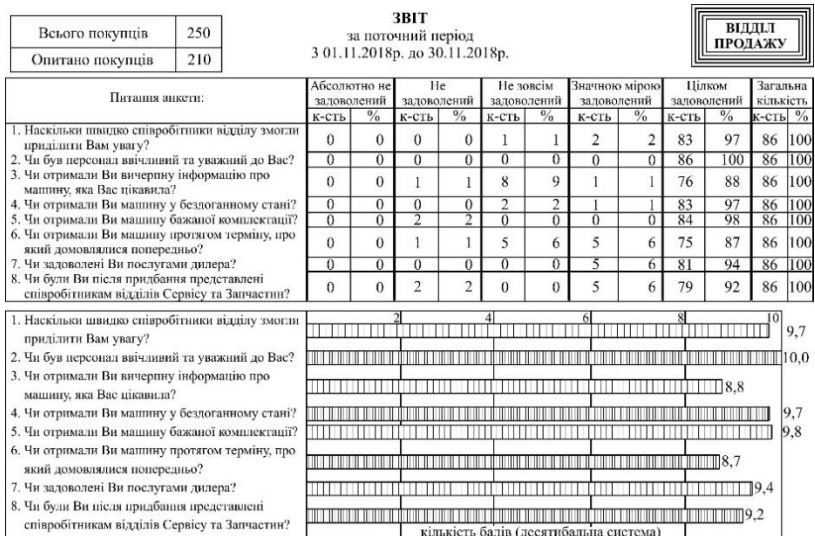 ЗВІТ
за поточний період
З 01.11.2018р. до 30.11.2018р.
Всього покупців 250
Опитано покупців 210
ВІДДІЛ
ПРОДАЖУ
Питання анкети: Абсолютно не задоволений Не задоволений Не зовсім задоволений Значною мірою задоволений Цілком задоволений Загальна кількість
к-сть % к-сть % к-сть % к-сть % к-сть % к-сть %
1. Наскільки швидко співробітники відділу змогли
приділити Вам увагу? 0 0 0 0 1 1 2 2 83 97 86 100
2. Чи був персонал ввічливий та уважний до Вас? 0 0 0 0 0 0 0 0 86 100 86 100
3. Чи отримали Ви вичерпну інформацію про
машину, яка Вас цікавила? 0 0 1 1 8 9 1 1 76 88 86 100
4. Чи отримали Ви машину у бездоганному стані? 0 0 0 0 2 2 1 1 83 97 86 100
5. Чи отримали Ви машину бажаної комплектації? 0 0 2 2 0 0 0 0 84 98 86 100
6. Чи отримали Ви машину протягом терміну, про
який домовлялися попередньо? 0 0 1 1 5 6 5 6 75 87 86 100
7. Чи задоволені Ви послугами дилера? 0 0 0 0 0 0 5 6 81 94 86 100
8. Чи були Ви після придбання представлені
співробітникам відділів Сервісу та Запчастин? 0 0 2 2 0 0 5 6 79 92 86 100
2 4 6 8 10
1. Наскільки швидко співробітники відділу змогли
приділити Вам увагу? 9,7
2. Чи був персонал ввічливий та уважний до Вас? 10,0
3. Чи отримали Ви вичерпну інформацію про
машину, яка Вас цікавила? 8,8
4. Чи отримали Ви машину у бездоганному стані? 9,7
5. Чи отримали Ви машину бажаної комплектації? 9,8
6. Чи отримали Ви машину протягом терміну, про
який домовлялися попередньо? 8,7
7. Чи задоволені Ви послугами дилера? 9,4
8. Чи були Ви після придбання представлені
співробітникам відділів Сервісу та Запчастин? 9,2
кількість балів (десятибальна система)